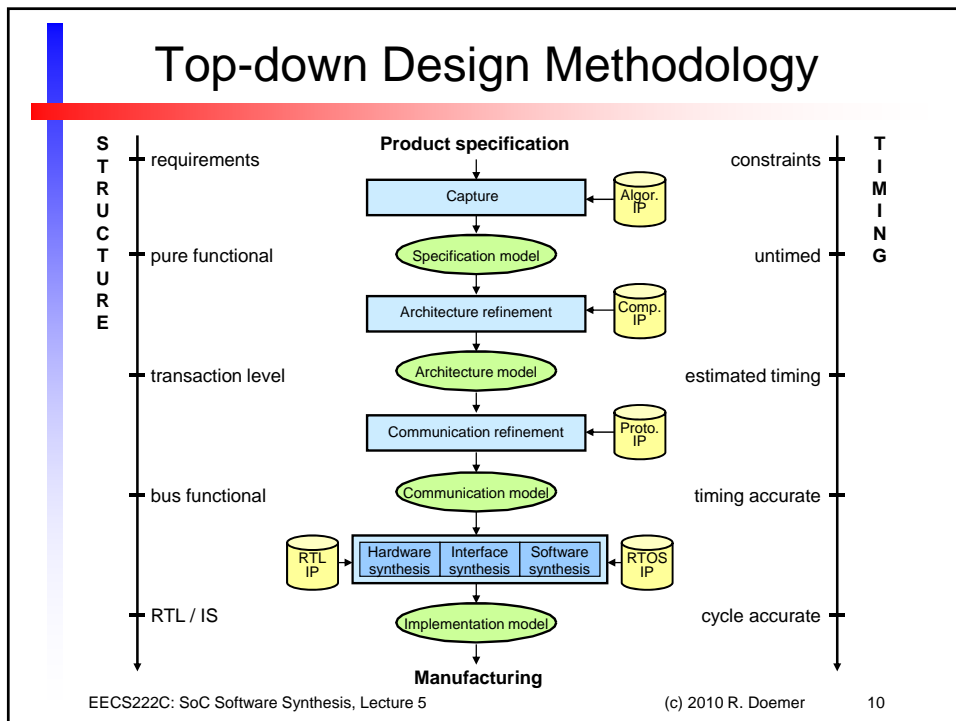 Top-down Design Methodology
STRUCTURE
TIMING
Product specification
requirements
constraints
Capture
Algor.
IP
pure functional
Specification model
untimed
Architecture refinement
Comp.
IP
transaction level
Architecture model
estimated timing
Communication refinement
Proto.
IP
bus functional
Communication model
timing accurate
RTL
IP
Hardware
synthesis
Interface
synthesis
Software
synthesis
RTOS
IP
RTL / IS
Implementation model
cycle accurate
Manufacturing
EECS222C: SoC Software Synthesis, Lecture 5
(c) 2010 R. Doemer
10